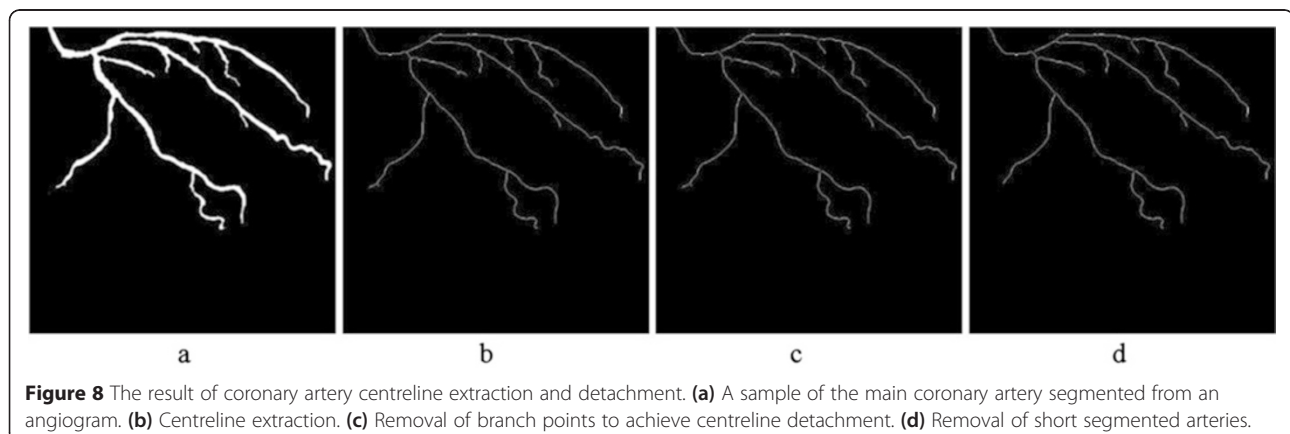 a
b
c
d
Figure 8 The result of coronary artery centreline extraction and detachment. (a) A sample of the main coronary artery segmented from an
angiogram. (b) Centreline extraction. (c) Removal of branch points to achieve centreline detachment. (d) Removal of short segmented arteries.